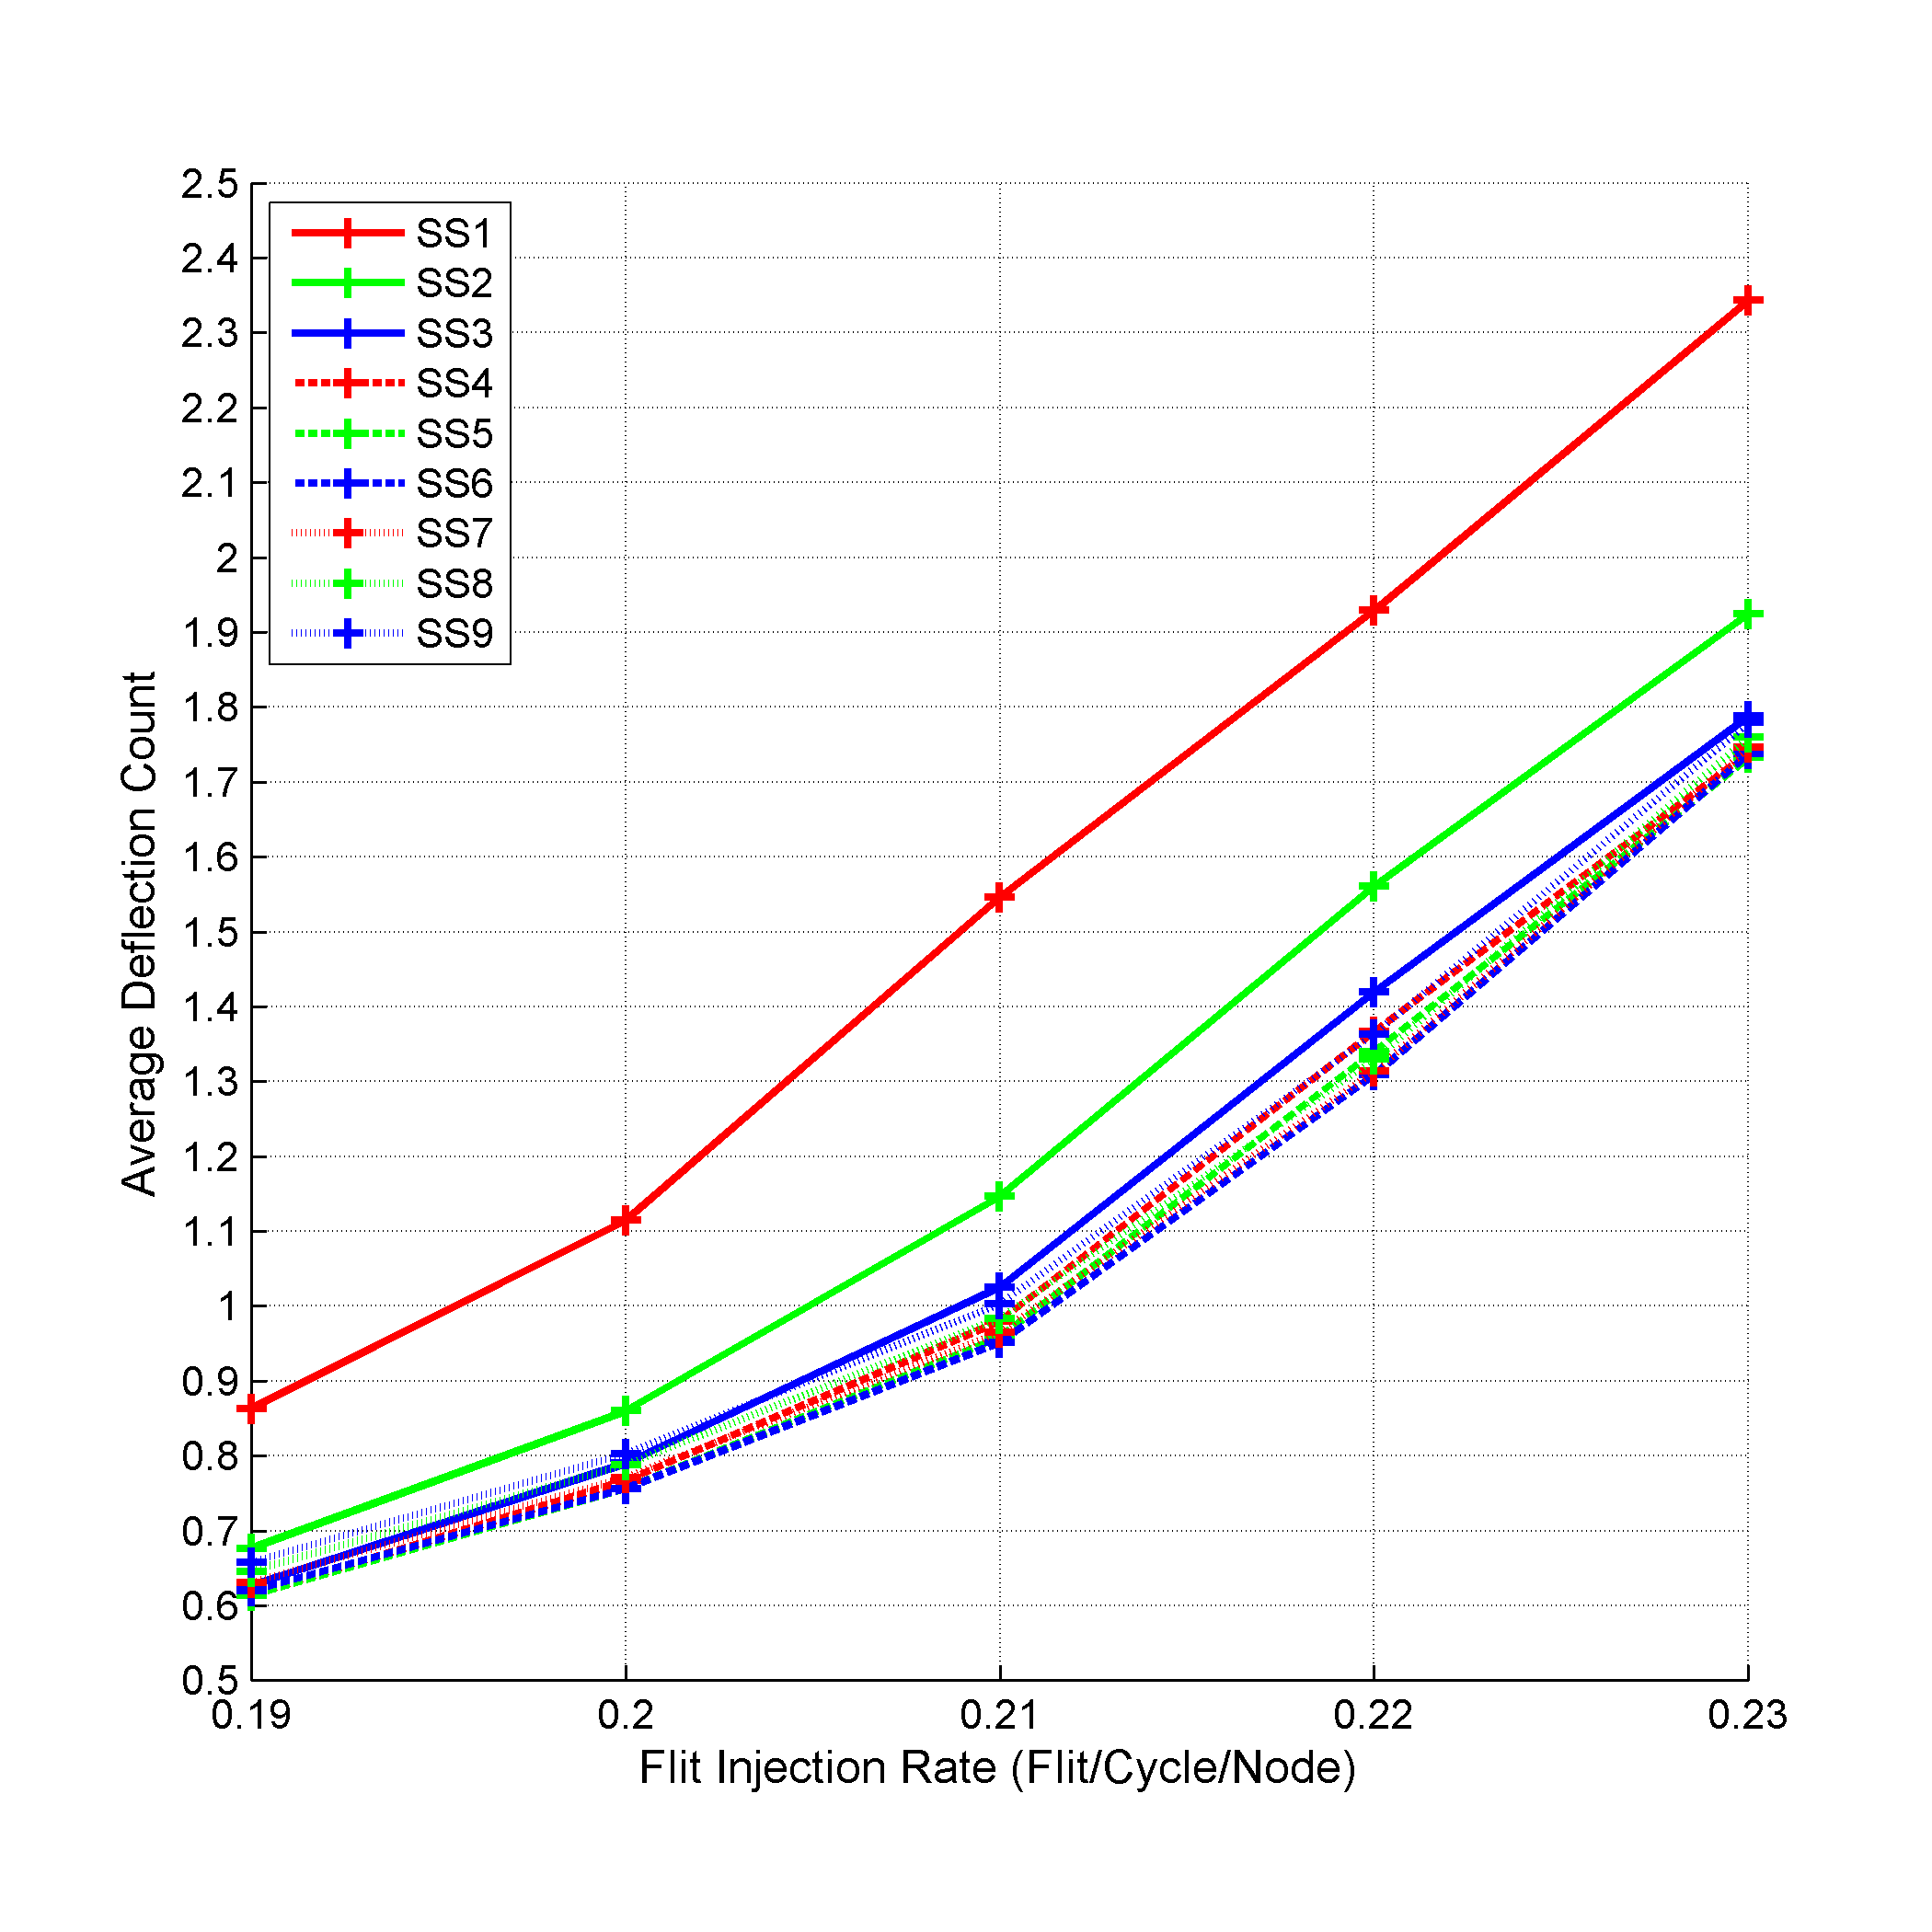 2.5
2.4
2.3
2.2
2.1
2
1.9
1.8
1.7
1.6
1.5
1.4
1.3
1.2
1.1
1
0.9
0.8
0.7
0.6
0.5
SS1
SS2
SS3
SS4
SS5
SS6
SS7
SS8
SS9
Average Deflection Count
0.19 0.2 0.21 0.22 0.23
Flit Injection Rate (Flit/Cycle/Node)